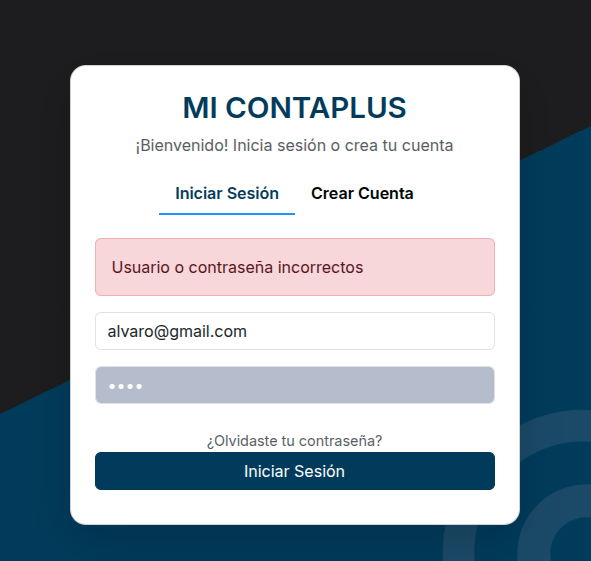 MI CONTAPLUS
¡Bienvenido! Inicia sesión o crea tu cuenta
Iniciar Sesión Crear Cuenta
Usuario o contraseña incorrectos
alvaro@gmail.com
••••
¿Olvidaste tu contraseña?
Iniciar Sesión